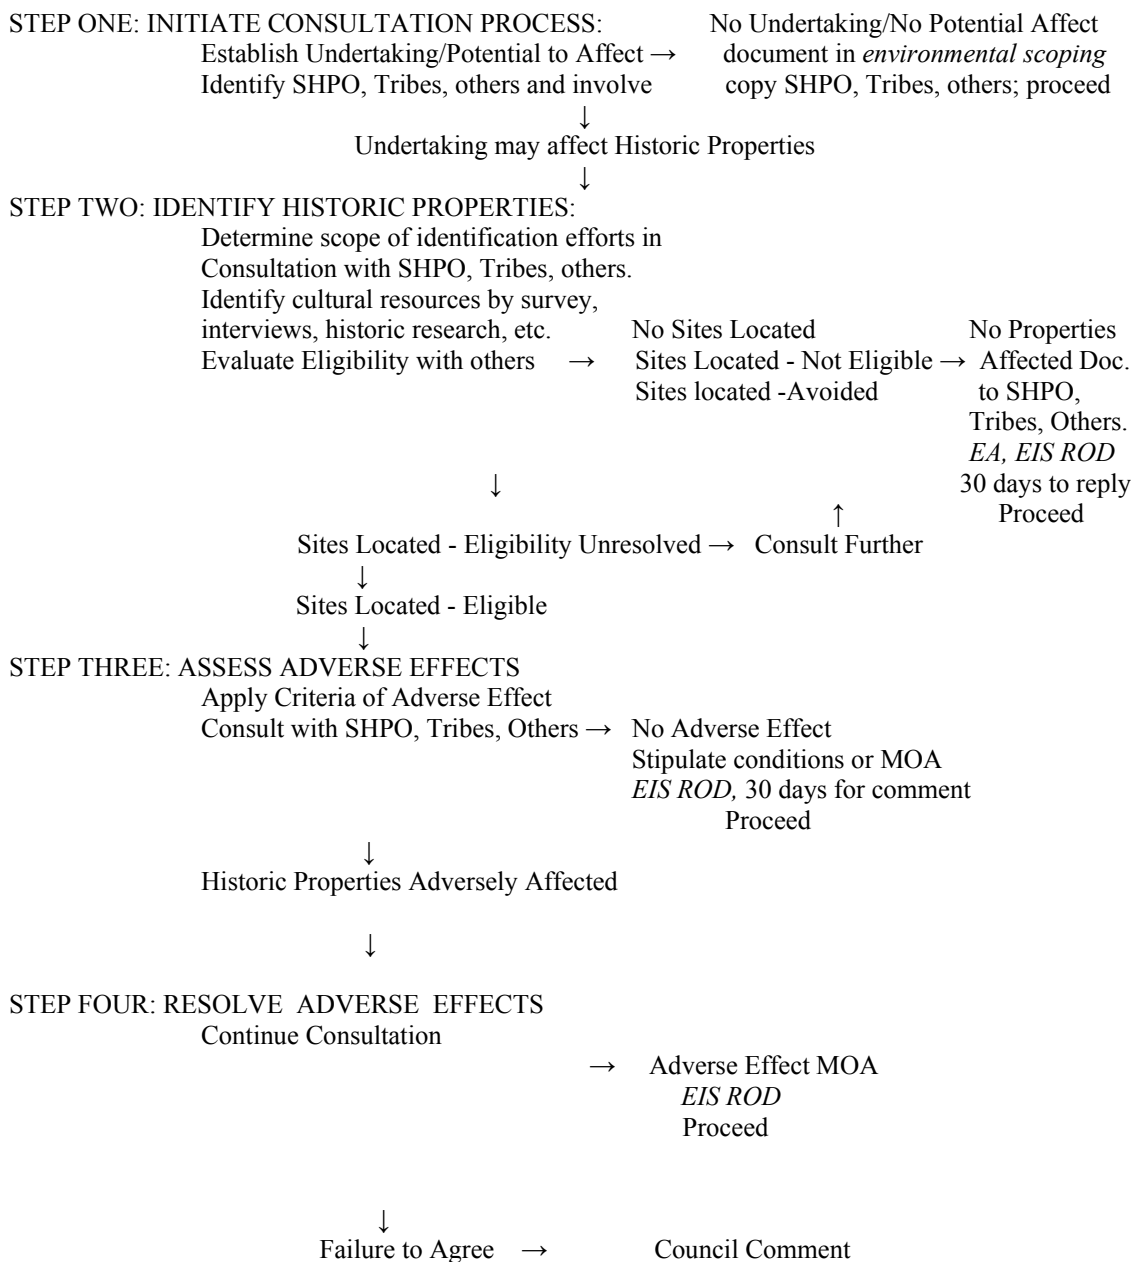 STEP ONE: INITIATE CONSULTATION PROCESS: No Undertaking/No Potential Affect
Establish Undertaking/Potential to Affect → document in environmental scoping
Identify SHPO, Tribes, others and involve copy SHPO, Tribes, others; proceed
↓
Undertaking may affect Historic Properties
↓
STEP TWO: IDENTIFY HISTORIC PROPERTIES:
Determine scope of identification efforts in
Consultation with SHPO, Tribes, others.
Identify cultural resources by survey,
interviews, historic research, etc. No Sites Located No Properties
Evaluate Eligibility with others → Sites Located - Not Eligible → Affected Doc.
Sites located -Avoided to SHPO,
Tribes, Others.
EA, EIS ROD
↓ 30 days to reply
↑ Proceed
Sites Located - Eligibility Unresolved → Consult Further
↓
Sites Located - Eligible
↓
STEP THREE: ASSESS ADVERSE EFFECTS
Apply Criteria of Adverse Effect
Consult with SHPO, Tribes, Others → No Adverse Effect
Stipulate conditions or MOA
EIS ROD, 30 days for comment
Proceed
↓
Historic Properties Adversely Affected
↓
STEP FOUR: RESOLVE ADVERSE EFFECTS
Continue Consultation
→ Adverse Effect MOA
EIS ROD
Proceed
↓
Failure to Agree → Council Comment